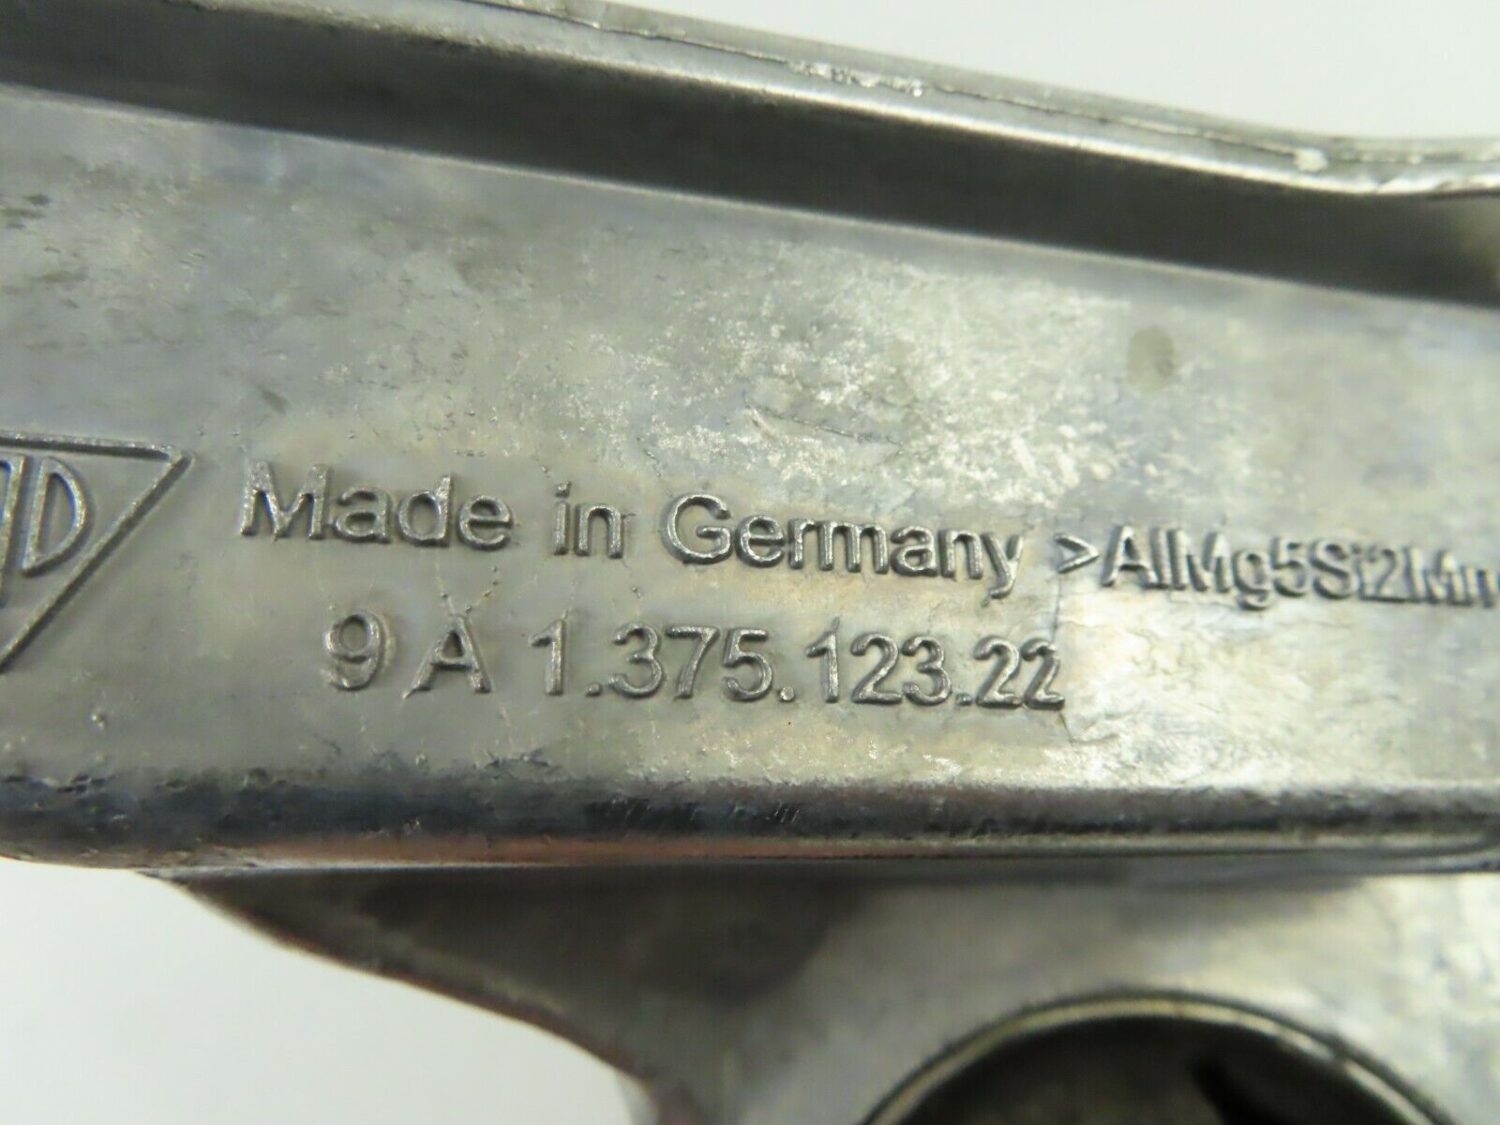 Made in Germany >AlMg5Si2Mn
9 A 1.375.123.22